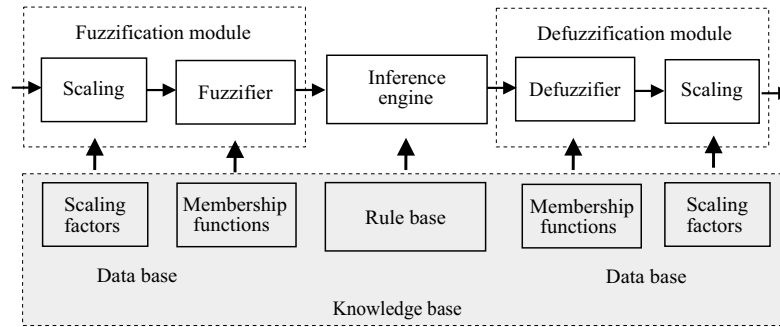 Fuzzification module
Defuzzification module
Scaling
Fuzzifier
Inference
engine
Defuzzifier
Scaling
Scaling
factors
Membership
functions
Rule base
Membership
functions
Scaling
factors
Data base
Data base
Knowledge base